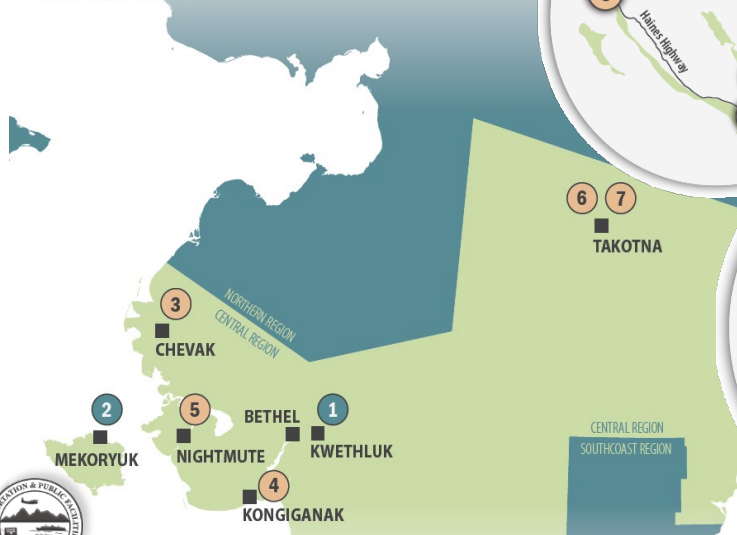 Haines Highway
6 7
TAKOTNA
3
CHEVAK
NORTHERN REGION
CENTRAL REGION
2
MEKORYUK
5
NIGHTMUTE
BETHEL
1
KWETHLUK
4
KONGIGANAK
CENTRAL REGION
SOUTHCOAST REGION
& PUBLIC